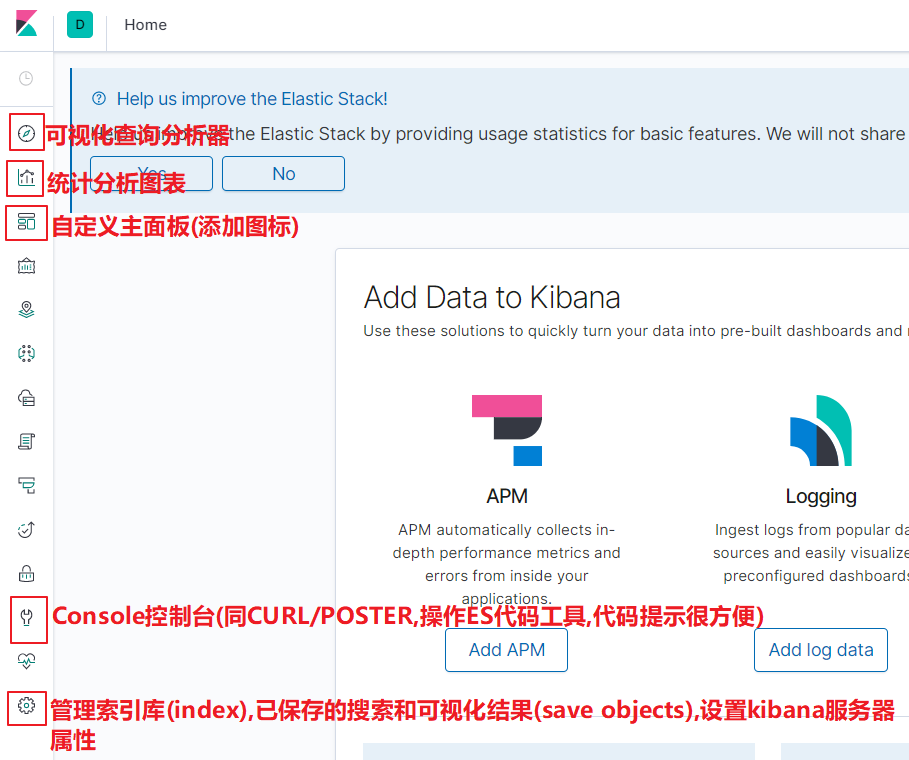 D
Home
Help us improve the Elastic Stack!
Help us improve the Elastic Stack by providing usage statistics for basic features. We will not share
可视化查询分析器
Yes
No
统计分析图表
自定义主面板(添加图标)
Add Data to Kibana
Use these solutions to quickly turn your data into pre-built dashboards and
APM
Logging
APM automatically collects in-
depth performance metrics and
errors from inside your
applications.
Ingest logs from popular da
sources and easily visualize
preconfigured dashboards
Console控制台(同CURL/POSTER,操作ES代码工具,代码提示很方便)
Add APM
Add log data
管理索引库(index),已保存的搜索和可视化结果(save objects),设置kibana服务器
属性